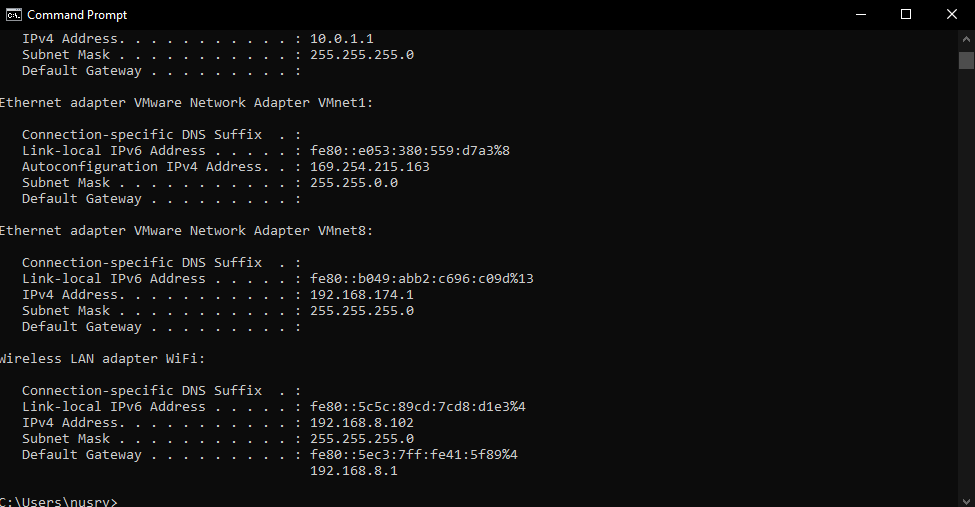 Command Prompt
IPv4 Address. . . . . . . . . . . : 10.0.1.1
Subnet Mask . . . . . . . . . . . : 255.255.255.0
Default Gateway . . . . . . . . . :
Ethernet adapter VMware Network Adapter VMnet1:
Connection-specific DNS Suffix  . :
Link-local IPv6 Address . . . . . : fe80::e053:380:559:d7a3%8
Autoconfiguration IPv4 Address. . : 169.254.215.163
Subnet Mask . . . . . . . . . . . : 255.255.0.0
Default Gateway . . . . . . . . . :
Ethernet adapter VMware Network Adapter VMnet8:
Connection-specific DNS Suffix  . :
Link-local IPv6 Address . . . . . : fe80::b049:abb2:c696:c09d%13
IPv4 Address. . . . . . . . . . . : 192.168.174.1
Subnet Mask . . . . . . . . . . . : 255.255.255.0
Default Gateway . . . . . . . . . :
Wireless LAN adapter WiFi:
Connection-specific DNS Suffix  . :
Link-local IPv6 Address . . . . . : fe80::5c5c:89cd:7cd8:d1e3%4
IPv4 Address. . . . . . . . . . . : 192.168.8.102
Subnet Mask . . . . . . . . . . . : 255.255.255.0
Default Gateway . . . . . . . . . : fe80::5ec3:7ff:fe41:5f89%4
192.168.8.1
C:\Users\nusrv>